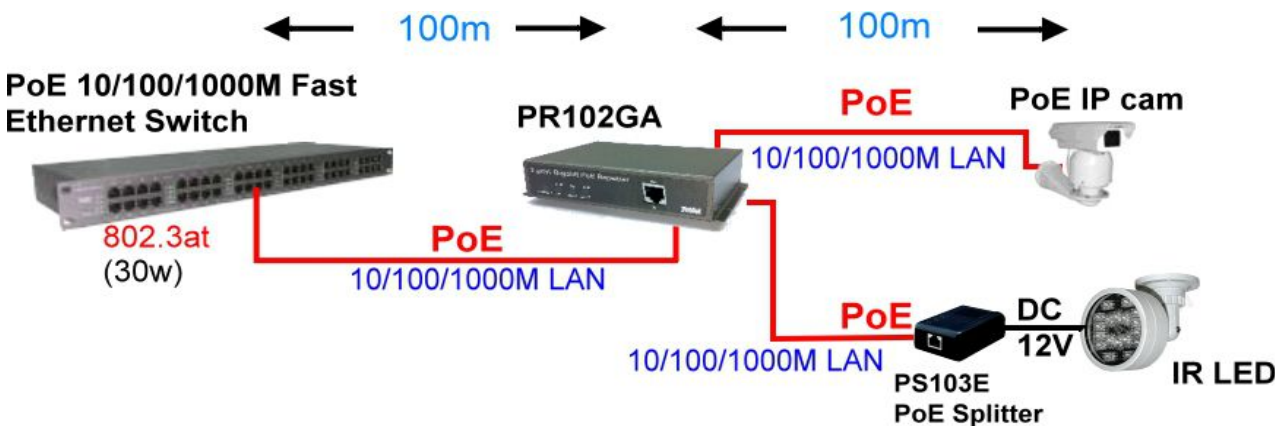 100m
100m
PoE 10/100/1000M Fast
Ethernet Switch
PR102GA
PoE
PoE IP cam
10/100/1000M LAN
802.3at
(30w)
PoE
10/100/1000M LAN
PoE
DC
12V
10/100/1000M LAN
IR LED
PS103E
PoE Splitter